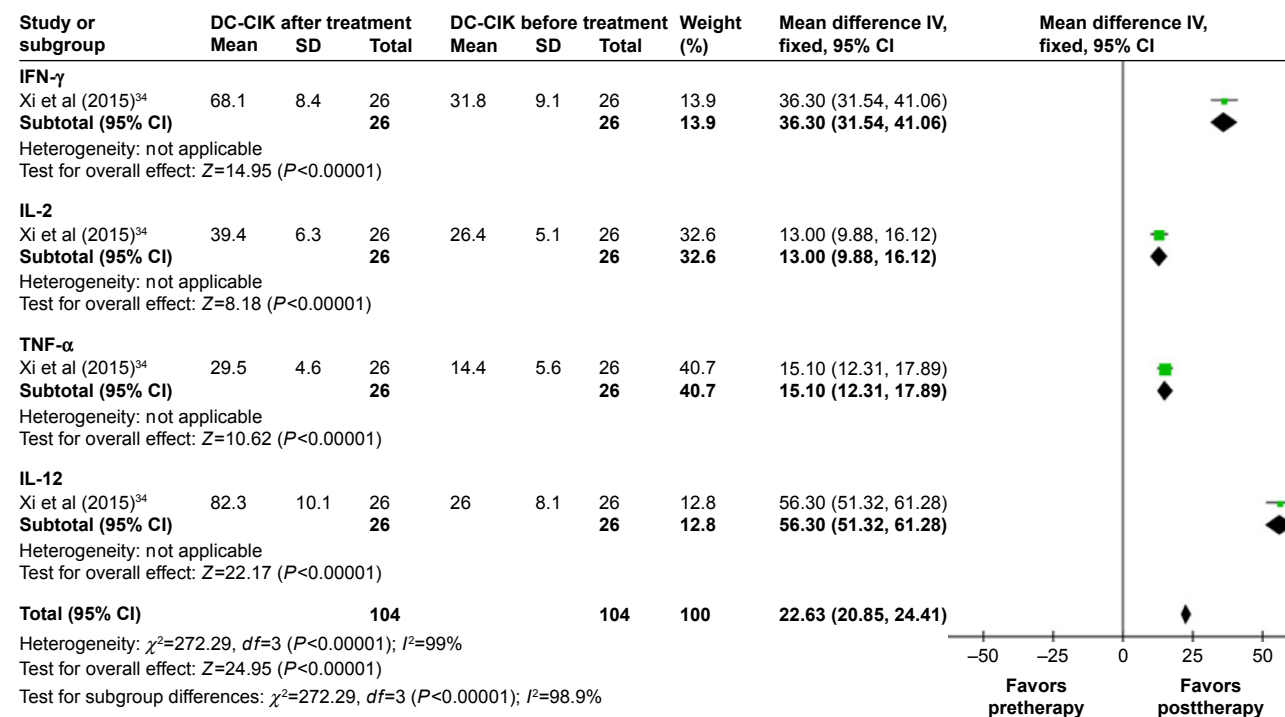 Study or subgroup DC-CIK after treatment DC-CIK before treatment Weight (%) Mean difference IV, fixed, 95% CI Mean difference IV, fixed, 95% CI
Mean SD Total Mean SD Total
IFN-γ
Xi et al (2015)³⁴ 68.1 8.4 26 31.8 9.1 26 13.9 36.30 (31.54, 41.06)
Subtotal (95% CI) 26 26 13.9 36.30 (31.54, 41.06)
Heterogeneity: not applicable
Test for overall effect: Z=14.95 (P<0.00001)
IL-2
Xi et al (2015)³⁴ 39.4 6.3 26 26.4 5.1 26 32.6 13.00 (9.88, 16.12)
Subtotal (95% CI) 26 26 32.6 13.00 (9.88, 16.12)
Heterogeneity: not applicable
Test for overall effect: Z=8.18 (P<0.00001)
TNF-α
Xi et al (2015)³⁴ 29.5 4.6 26 14.4 5.6 26 40.7 15.10 (12.31, 17.89)
Subtotal (95% CI) 26 26 40.7 15.10 (12.31, 17.89)
Heterogeneity: not applicable
Test for overall effect: Z=10.62 (P<0.00001)
IL-12
Xi et al (2015)³⁴ 82.3 10.1 26 26 8.1 26 12.8 56.30 (51.32, 61.28)
Subtotal (95% CI) 26 26 12.8 56.30 (51.32, 61.28)
Heterogeneity: not applicable
Test for overall effect: Z=22.17 (P<0.00001)
Total (95% CI) 104 104 100 22.63 (20.85, 24.41)
Heterogeneity: χ²=272.29, df=3 (P<0.00001); I²=99%
Test for overall effect: Z=24.95 (P<0.00001)
Test for subgroup differences: χ²=272.29, df=3 (P<0.00001); I²=98.9%
–50 –25 0 25 50
Favors pretherapy Favors posttherapy